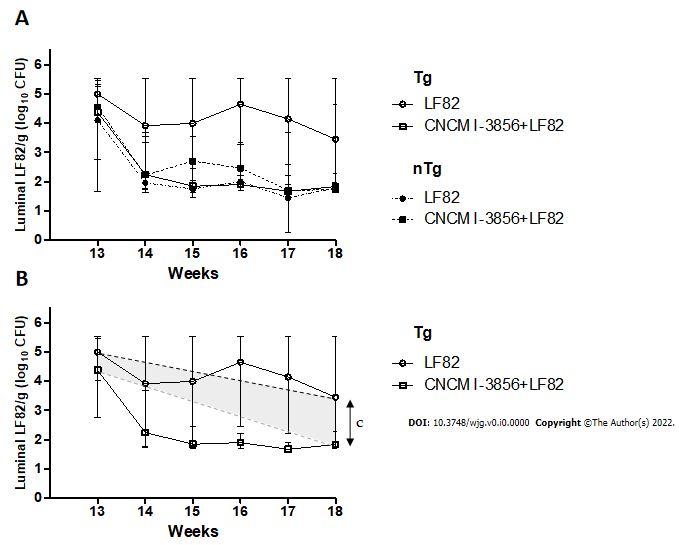 A
Luminal LF82/g (log10 CFU)
6
5
4
3
2
1
0
13 14 15 16 17 18
Weeks
Tg
LF82
CNCM I-3856+LF82
nTg
LF82
CNCM I-3856+LF82
B
Luminal LF82/g (log10 CFU)
6
5
4
3
2
1
0
13 14 15 16 17 18
Weeks
c
Tg
LF82
CNCM I-3856+LF82
DOI: 10.3748/wjg.v0.i0.0000 Copyright ©The Author(s) 2022.